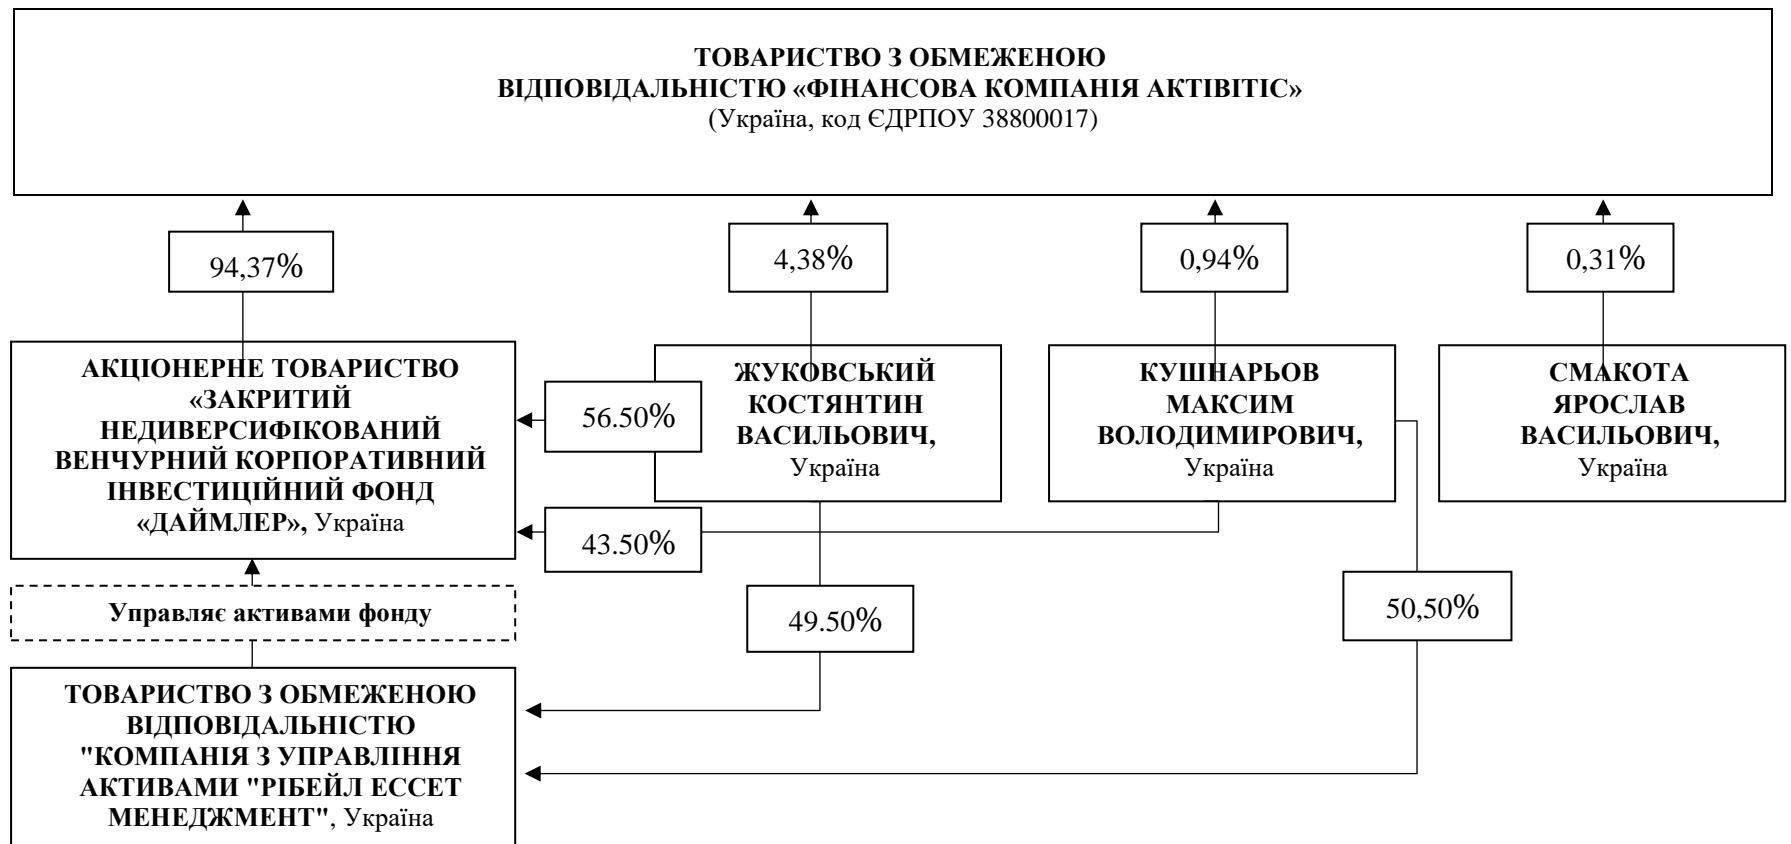 ТОВАРИСТВО З ОБМЕЖЕНОЮ
ВІДПОВІДАЛЬНІСТЮ «ФІНАНСОВА КОМПАНІЯ АКТІВІТІС»
(Україна, код ЄДРПОУ 38800017)
94,37%
4,38%
0,94%
0,31%
АКЦІОНЕРНЕ ТОВАРИСТВО
«ЗАКРИТИЙ
НЕДИВЕРСИФІКОВАНИЙ
ВЕНЧУРНИЙ КОРПОРАТИВНИЙ
ІНВЕСТИЦІЙНИЙ ФОНД
«ДАЙМЛЕР», Україна
56.50%
ЖУКОВСЬКИЙ
КОСТЯНТИН
ВАСИЛЬОВИЧ,
Україна
КУШНАРЬОВ
МАКСИМ
ВОЛОДИМИРОВИЧ,
Україна
СМАКОТА
ЯРОСЛАВ
ВАСИЛЬОВИЧ,
Україна
43.50%
Управляє активами фонду
49.50%
50,50%
ТОВАРИСТВО З ОБМЕЖЕНОЮ
ВІДПОВІДАЛЬНІСТЮ
"КОМПАНІЯ З УПРАВЛІННЯ
АКТИВАМИ "РІБЕЙЛ ЕССЕТ
МЕНЕДЖМЕНТ", Україна